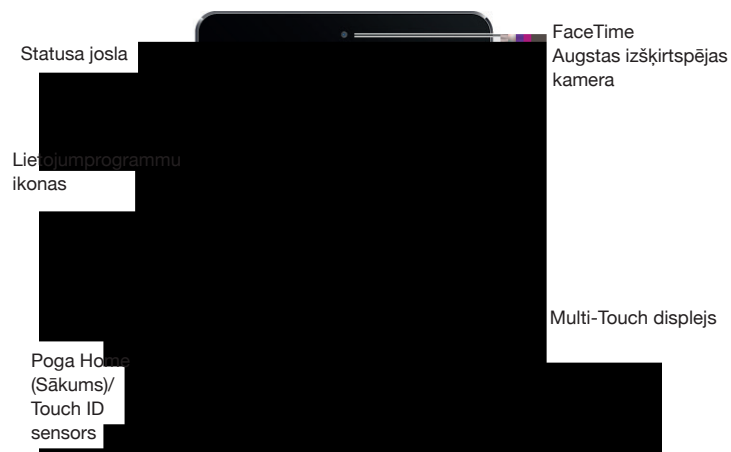 FaceTime
Augstas izšķirtspējas
kamera
Statusa josla
Lietojumprogrammu
ikonas
Multi-Touch displejs
Poga Home
(Sākums)/
Touch ID
sensors